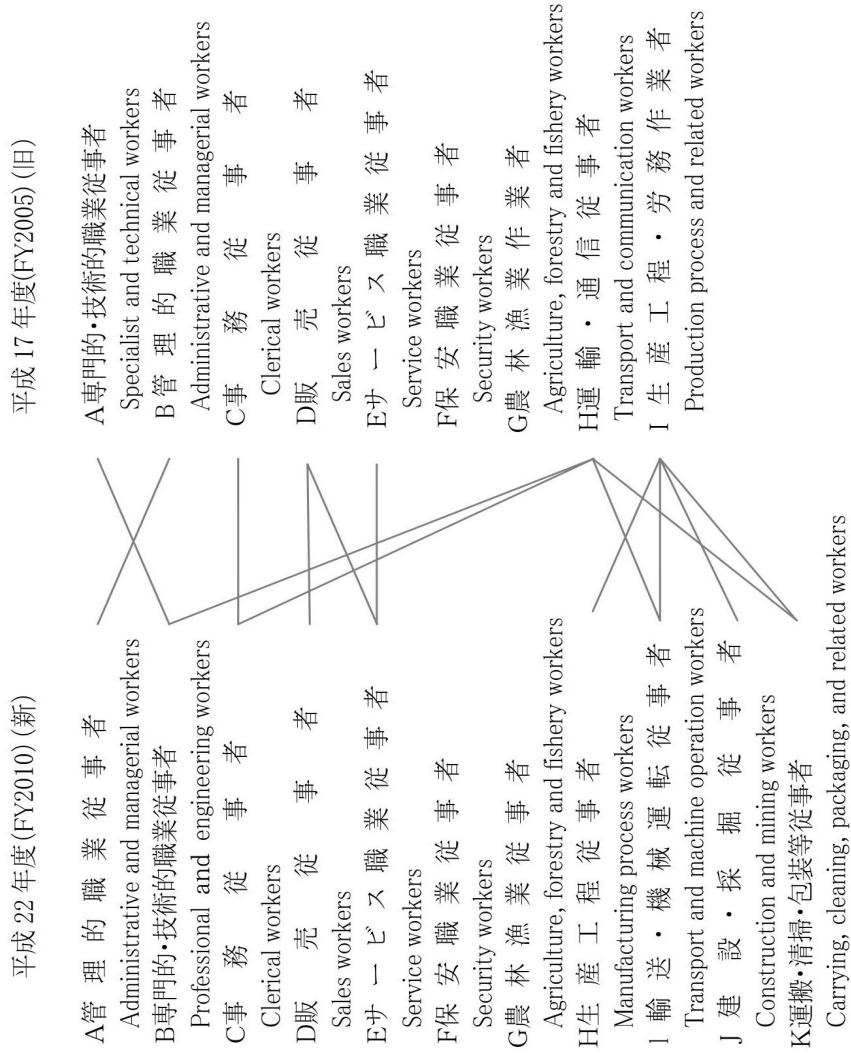 平成 22 年度(FY2010)(新)
A管理的職業従事者
Administrative and managerial workers
B専門的・技術的職業従事者
Professional and engineering workers
C事務従事者
Clerical workers
D販売従事者
Sales workers
Eサービス職業従事者
Service workers
F保安職業従事者
Security workers
G農林漁業従事者
Agriculture, forestry and fishery workers
H生産工程従事者
Manufacturing process workers
I 輸送・機械運転従事者
Transport and machine operation workers
J 建設・採掘従事者
Construction and mining workers
K運搬・清掃・包装等従事者
Carrying, cleaning, packaging, and related workers
平成 17 年度(FY2005)(旧)
A専門的・技術的職業従事者
Specialist and technical workers
B管理的職業従事者
Administrative and managerial workers
C事務従事者
Clerical workers
D販売従事者
Sales workers
Eサービス職業従事者
Service workers
F保安職業従事者
Security workers
G農林漁業作業者
Agriculture, forestry and fishery workers
H運輸・通信従事者
Transport and communication workers
I 生産工程・労務作業者
Production process and related workers